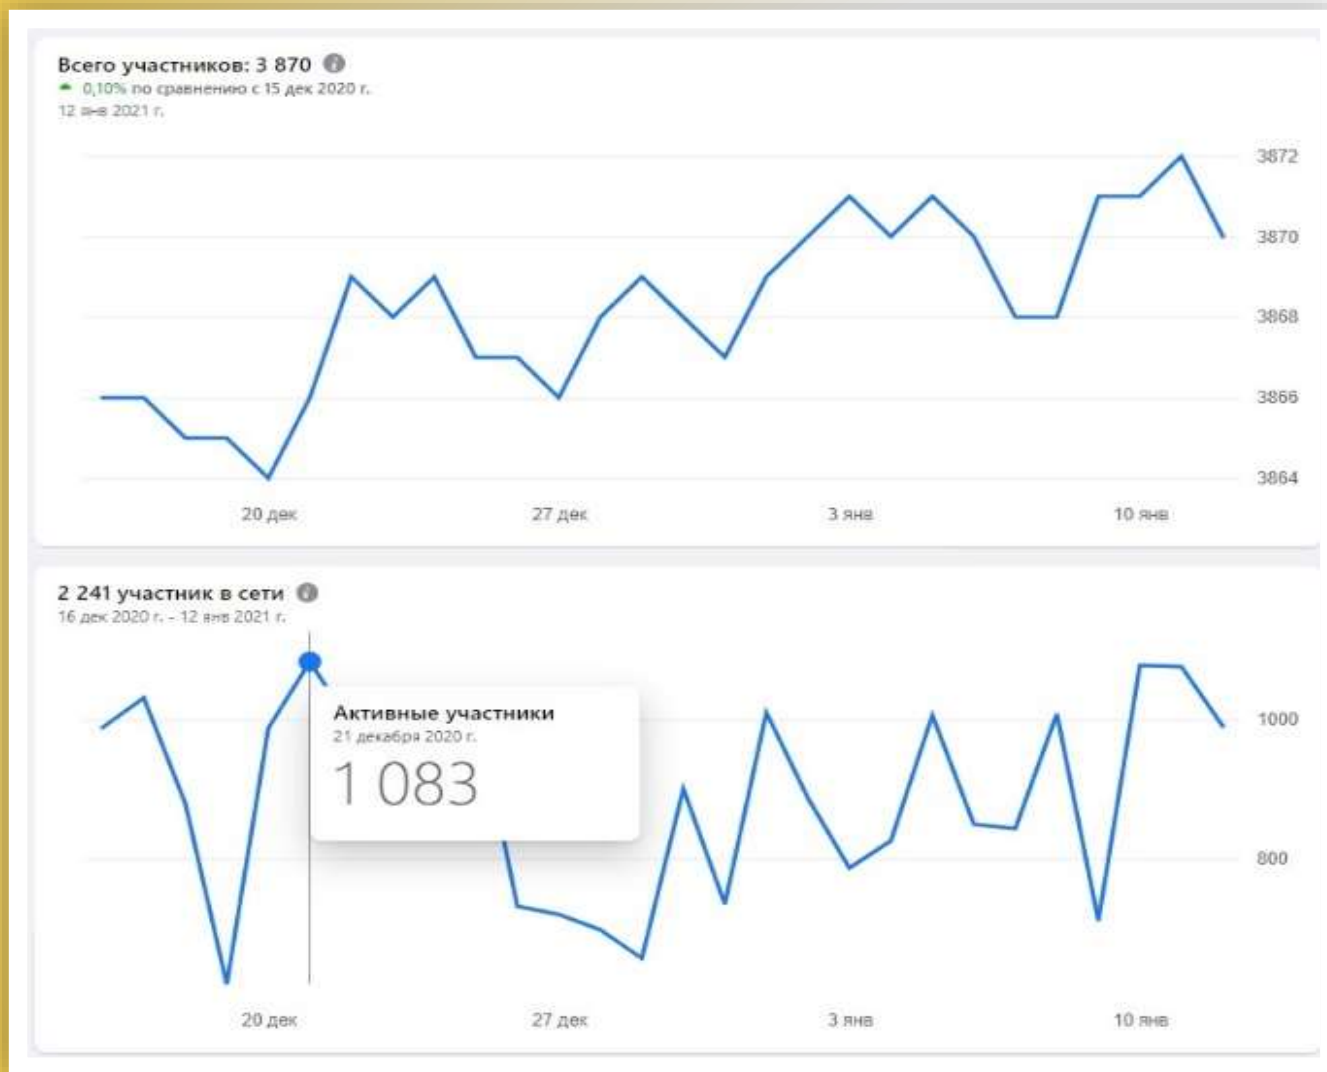 Всего участников: 3 870
0,10% по сравнению с 15 дек 2020 г.
12 янв 2021 г.
3872
3870
3868
3866
3864
20 дек
27 дек
3 янв
10 янв
2 241 участник в сети
16 дек 2020 г. - 12 янв 2021 г.
Активные участники
21 декабря 2020 г.
1 083
1000
800
20 дек
27 дек
3 янв
10 янв